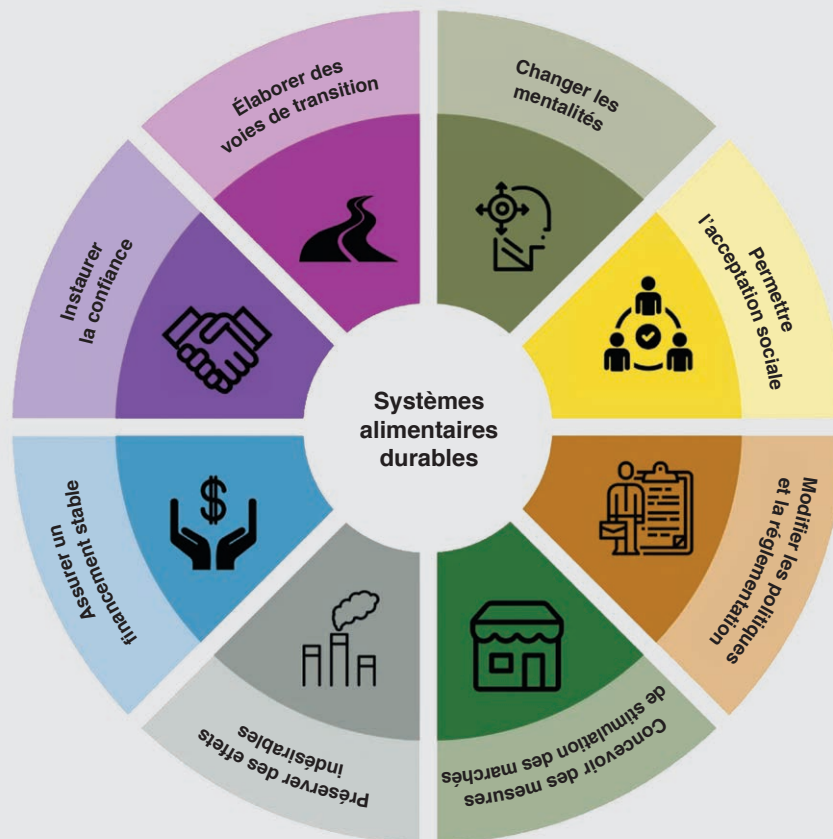 Élaborer des
voies de transition
Changer les
mentalités
Permettre
l'acceptation sociale
Modifier les politiques
et la réglementation
Concevoir des mesures
de stimulation des marchés
Préserver des effets
indésirables
Assurer un
financement stable
Instaurer
la confiance
Systèmes
alimentaires
durables
$